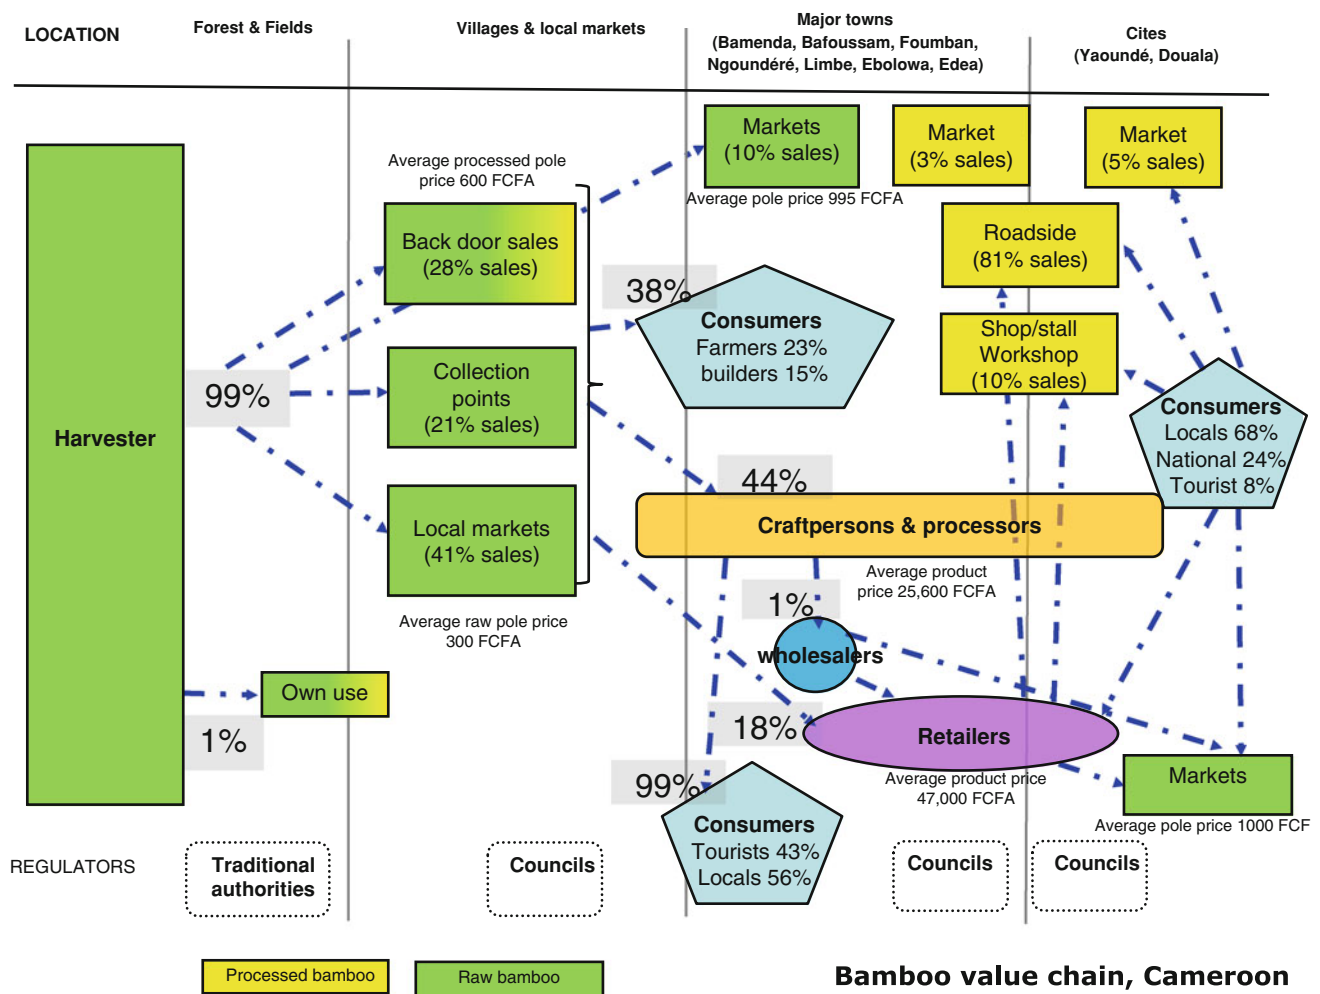 LOCATION
Forest & Fields
Villages & local markets
Major towns
(Bamenda, Bafoussam, Foumban,
Ngoundéré, Limbe, Ebolowa, Edea)
Cites
(Yaoundé, Douala)
Harvester
99%
1%
Own use
Average processed pole
price 600 FCFA
Back door sales
(28% sales)
Collection
points
(21% sales)
Local markets
(41% sales)
Average raw pole price
300 FCFA
Markets
(10% sales)
Average pole price 995 FCFA
Market
(3% sales)
Market
(5% sales)
Roadside
(81% sales)
Shop/stall
Workshop
(10% sales)
38%
Consumers
Farmers 23%
builders 15%
Consumers
Locals 68%
National 24%
Tourist 8%
44%
Craftpersons & processors
Average product
price 25,600 FCFA
1%
wholesalers
18%
Retailers
Average product price
47,000 FCFA
99%
Consumers
Tourists 43%
Locals 56%
Markets
Average pole price 1000 FCF
REGULATORS
Traditional
authorities
Councils
Councils
Councils
Processed bamboo
Raw bamboo
Bamboo value chain, Cameroon